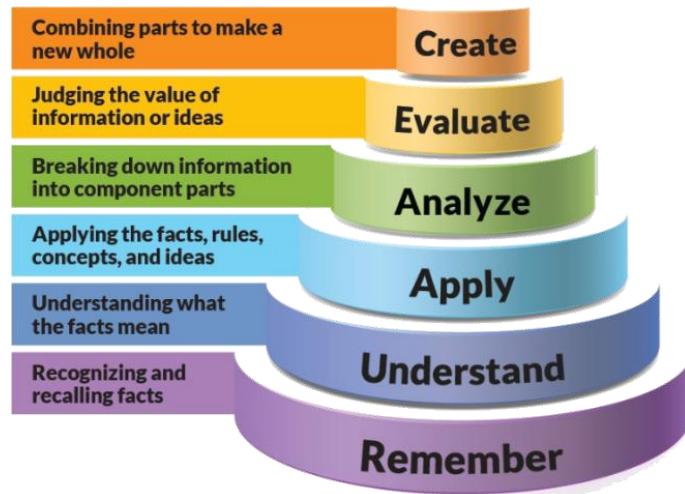 Combining parts to make a
new whole
Create
Judging the value of
information or ideas
Evaluate
Breaking down information
into component parts
Analyze
Applying the facts, rules,
concepts, and ideas
Apply
Understanding what
the facts mean
Understand
Recognizing and
recalling facts
Remember